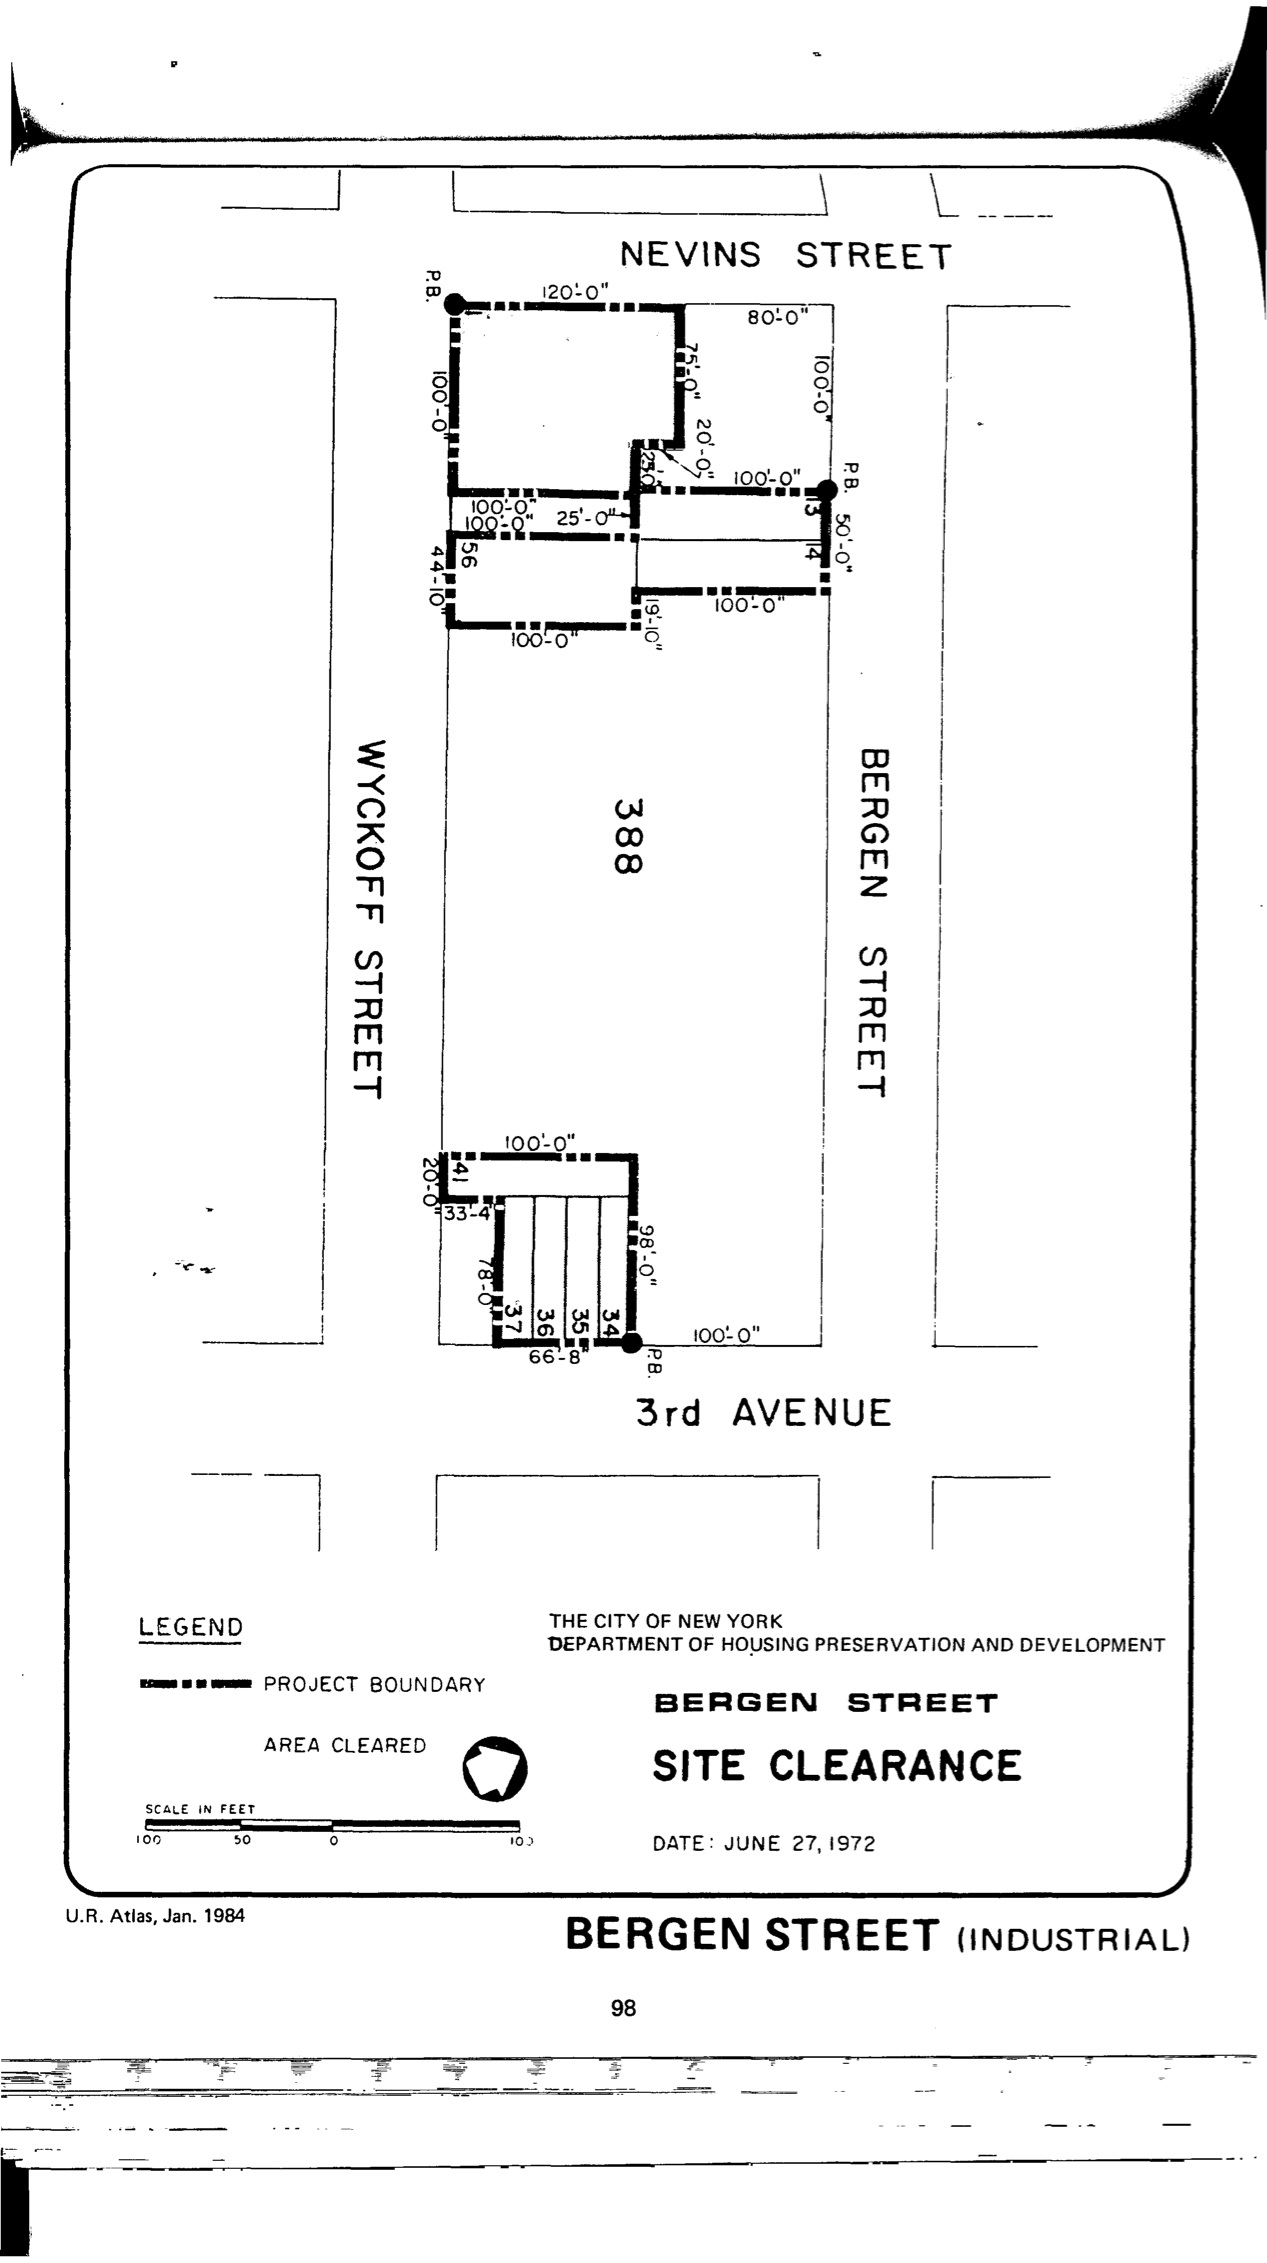 NEVINS STREET
P.B.
120'-0"
80'-0"
75'-0"
100'-0"
100'-0"
20'-0"
25'-0"
100'-0"
P.B.
13
100'-0"
25'-0"
50'-0"
100'-0"
56
14
44'-10"
100'-0"
19'-10"
100'-0"
WYCKOFF STREET
388
BERGEN STREET
100'-0"
41
20'-0"
33'-4"
98'-0"
78'-0"
37
36
35
34
66'-8"
P.B.
100'-0"
3rd AVENUE
LEGEND
PROJECT BOUNDARY
AREA CLEARED
SCALE IN FEET
100 50 0 100
THE CITY OF NEW YORK
DEPARTMENT OF HOUSING PRESERVATION AND DEVELOPMENT
BERGEN STREET
SITE CLEARANCE
DATE: JUNE 27, 1972
U.R. Atlas, Jan. 1984
BERGEN STREET (INDUSTRIAL)
98